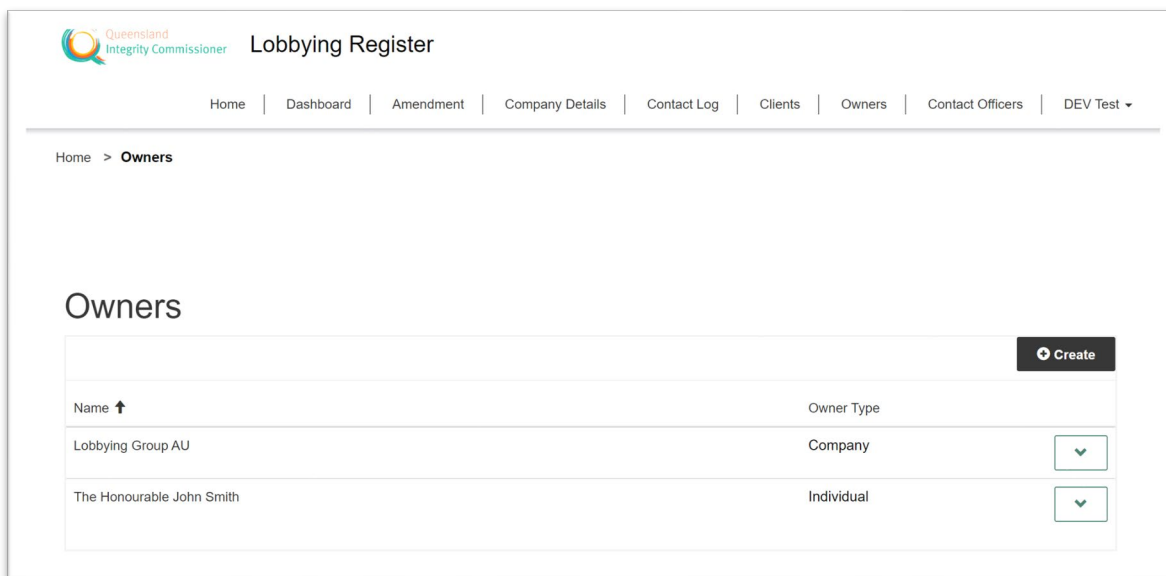 Queensland
Integrity Commissioner
Lobbying Register
Home Dashboard Amendment Company Details Contact Log Clients Owners Contact Officers DEV Test
Home > Owners
Owners
Create
Name Owner Type
Lobbying Group AU Company
The Honourable John Smith Individual